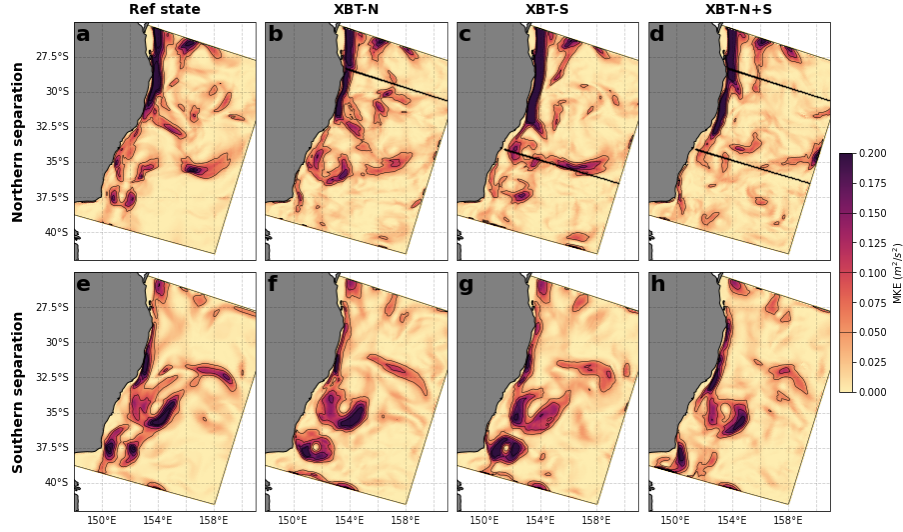 Ref state XBT-N XBT-S XBT-N+S
a b c d
Northern separation
27.5°S
30°S
32.5°S
35°S
37.5°S
40°S
e f g h
Southern separation
27.5°S
30°S
32.5°S
35°S
37.5°S
40°S
150°E 154°E 158°E 150°E 154°E 158°E 150°E 154°E 158°E 150°E 154°E 158°E
0.200
0.175
0.150
0.125
0.100
0.075
0.050
0.025
0.000
MKE (m²/s²)